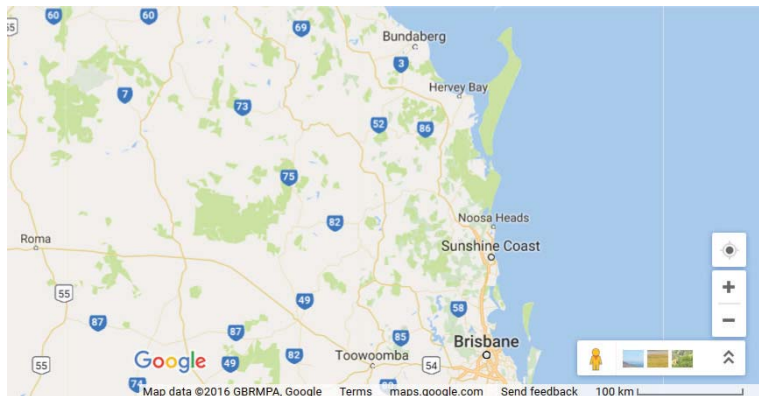 60
60
55
69
Bundaberg
3
Hervey Bay
7
73
52
86
75
82
Noosa Heads
Roma
Sunshine Coast
55
49
58
87
87
85
Brisbane
Google
49
82
Toowoomba
54
55
74
Map data ©2016 GBRMPA, Google Terms maps.google.com Send feedback 100 km